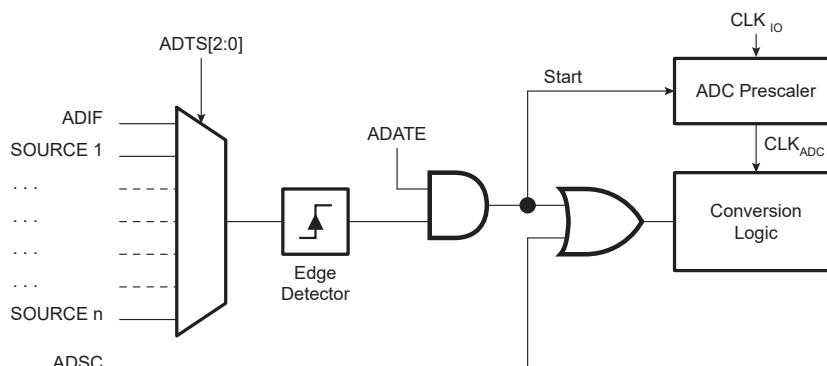 CLK IO
ADTS[2:0]
Start
ADC Prescaler
ADIF
ADATE
CLK ADC
SOURCE 1
. . .
. . .
Conversion
Logic
. . .
Edge
Detector
. . .
SOURCE n
ADSC